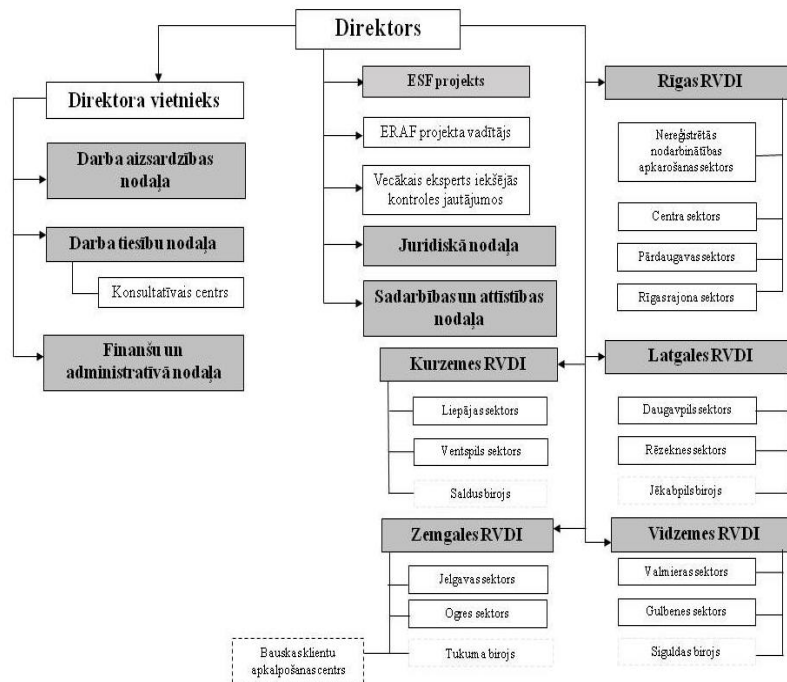 Direktors
Direktora vietnieks
Darba aizsardzības
nodaļa
Darba tiesību nodaļa
Konsultatīvais centrs
Finanšu un
administratīvā nodaļa
ESF projekts
ERAF projekta vadītājs
Vecākais eksperts iekšējās
kontroles jautājumos
Juridiskā nodaļa
Sadarbības un attīstības
nodaļa
Rīgas RVDI
Nereģistrētās
nodarbinātības
apkarošanas sektors
Centra sektors
Pārdaugavas sektors
Rīgas rajona sektors
Kurzemes RVDI
Liepājas sektors
Ventspils sektors
Saldus birojs
Latgales RVDI
Daugavpils sektors
Rēzeknes sektors
Jēkabpils birojs
Zemgales RVDI
Jelgavas sektors
Ogres sektors
Tukuma birojs
Bauskas klientu
apkalpošanas centrs
Vidzemes RVDI
Valmieras sektors
Gulbenes sektors
Siguldas birojs